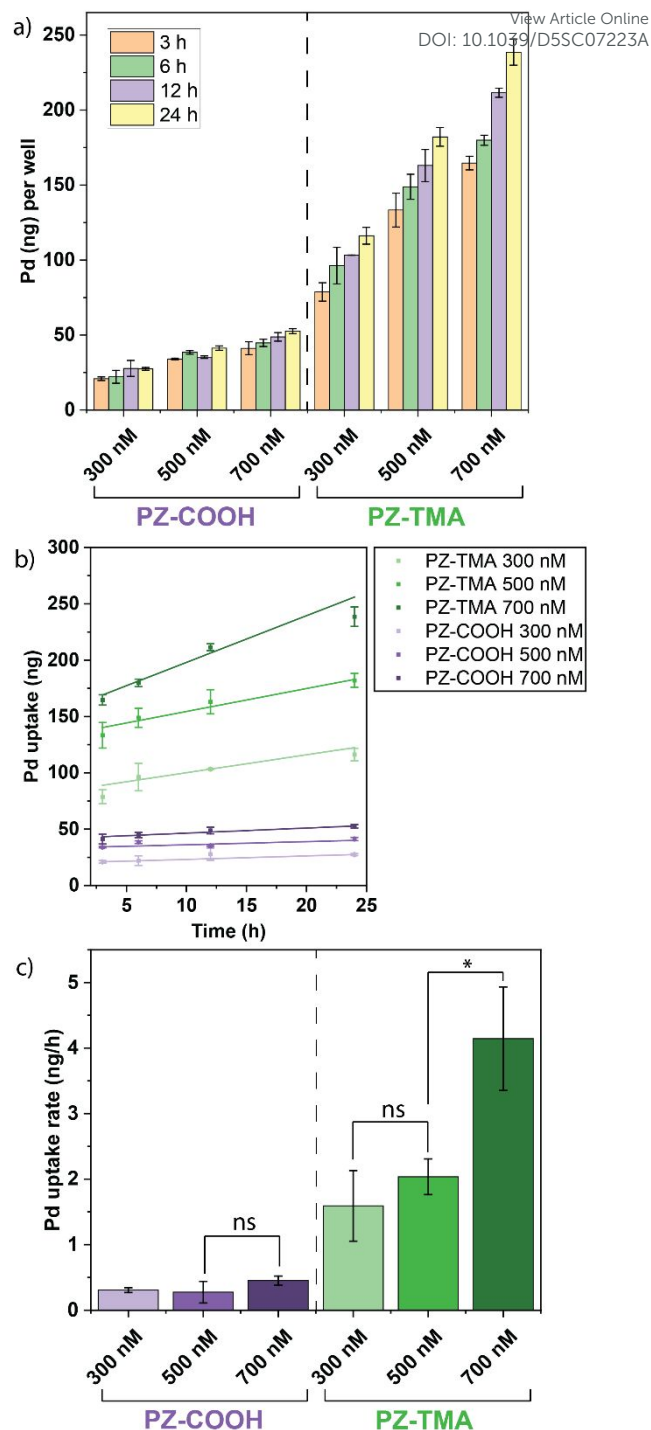 View Article Online
DOI: 10.1039/D5SC07223A
a)
3 h
6 h
12 h
24 h
Pd (ng) per well
250
200
150
100
50
0
300 nM
500 nM
700 nM
300 nM
500 nM
700 nM
PZ-COOH
PZ-TMA
b)
Pd uptake (ng)
300
250
200
150
100
50
0
5
10
15
20
25
Time (h)
PZ-TMA 300 nM
PZ-TMA 500 nM
PZ-TMA 700 nM
PZ-COOH 300 nM
PZ-COOH 500 nM
PZ-COOH 700 nM
c)
Pd uptake rate (ng/h)
5
4
3
2
1
0
ns
ns
*
300 nM
500 nM
700 nM
300 nM
500 nM
700 nM
PZ-COOH
PZ-TMA